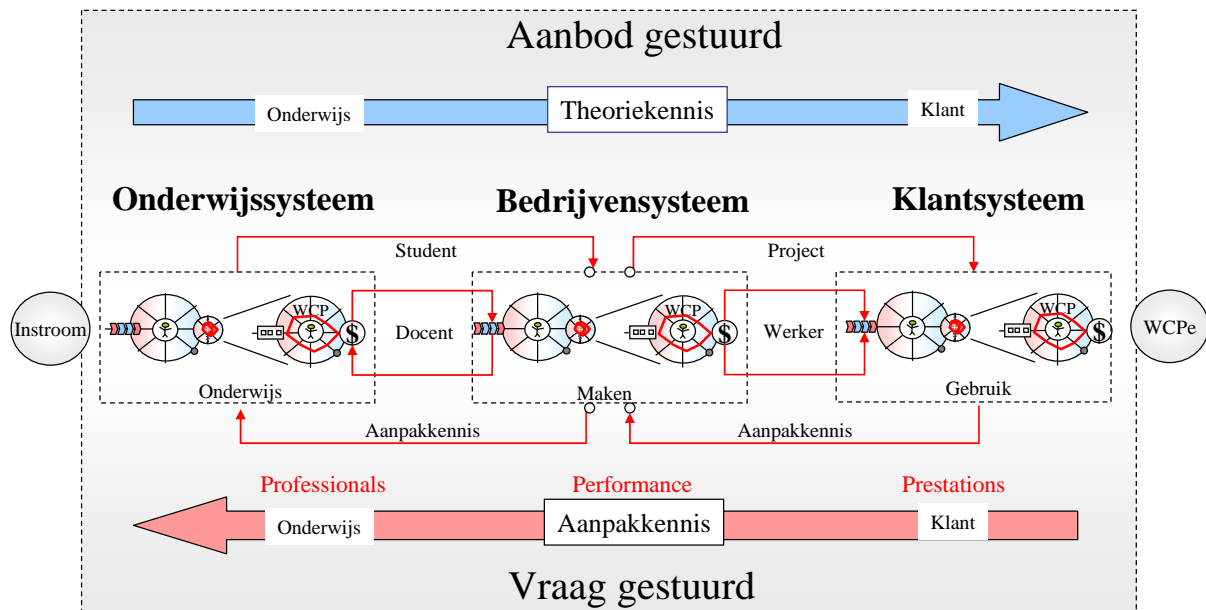 Aanbod gestuurd
Onderwijs
Theoriekennis
Klant
Onderwijssysteem
Bedrijvensysteem
Klantsysteem
Student
Project
Instroom
WCP
$
Docent
WCP
$
Werker
WCP
$
WCPe
Onderwijs
Maken
Gebruik
Aanpakkennis
Aanpakkennis
Professionals
Performance
Prestations
Onderwijs
Aanpakkennis
Klant
Vraag gestuurd